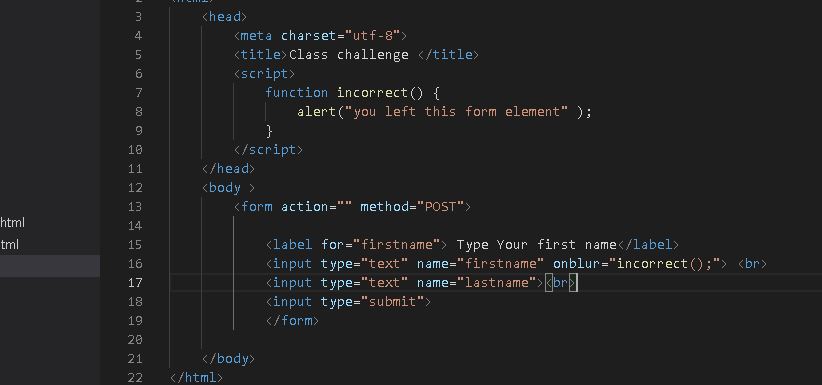 2 <html>
3 <head>
4 <meta charset="utf-8">
5 <title>Class challenge </title>
6 <script>
7 function incorrect() {
8 alert("you left this form element" );
9 }
10 </script>
11 </head>
12 <body >
13 <form action="" method="POST">
14
html 15 <label for="firstname"> Type Your first name</label>
tml 16 <input type="text" name="firstname" onblur="incorrect();"> <br>
17 <input type="text" name="lastname"><br>
18 <input type="submit">
19 </form>
20
21 </body>
22 </html>